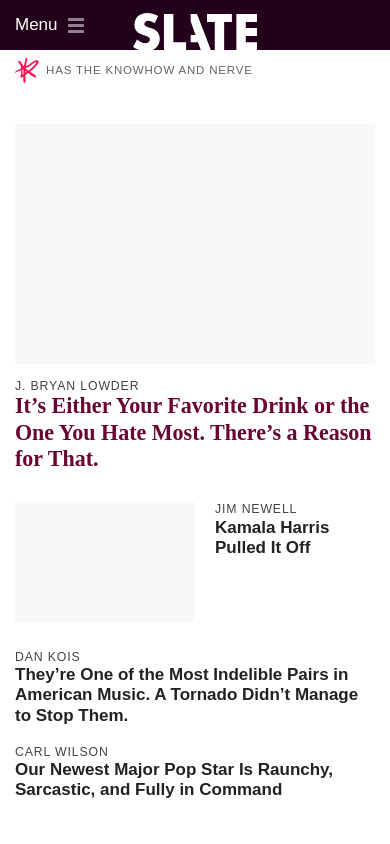 Menu
SLATE
HAS THE KNOWHOW AND NERVE
J. BRYAN LOWDER
It’s Either Your Favorite Drink or the
One You Hate Most. There’s a Reason
for That.
JIM NEWELL
Kamala Harris
Pulled It Off
DAN KOIS
They’re One of the Most Indelible Pairs in
American Music. A Tornado Didn’t Manage
to Stop Them.
CARL WILSON
Our Newest Major Pop Star Is Raunchy,
Sarcastic, and Fully in Command